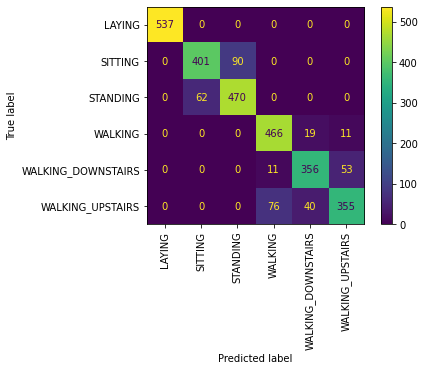 True label
LAYING 537 0 0 0 0 0
SITTING 0 401 90 0 0 0
STANDING 0 62 470 0 0 0
WALKING 0 0 0 466 19 11
WALKING_DOWNSTAIRS 0 0 0 11 356 53
WALKING_UPSTAIRS 0 0 0 76 40 355
LAYING
SITTING
STANDING
WALKING
WALKING_DOWNSTAIRS
WALKING_UPSTAIRS
Predicted label
500
400
300
200
100
0